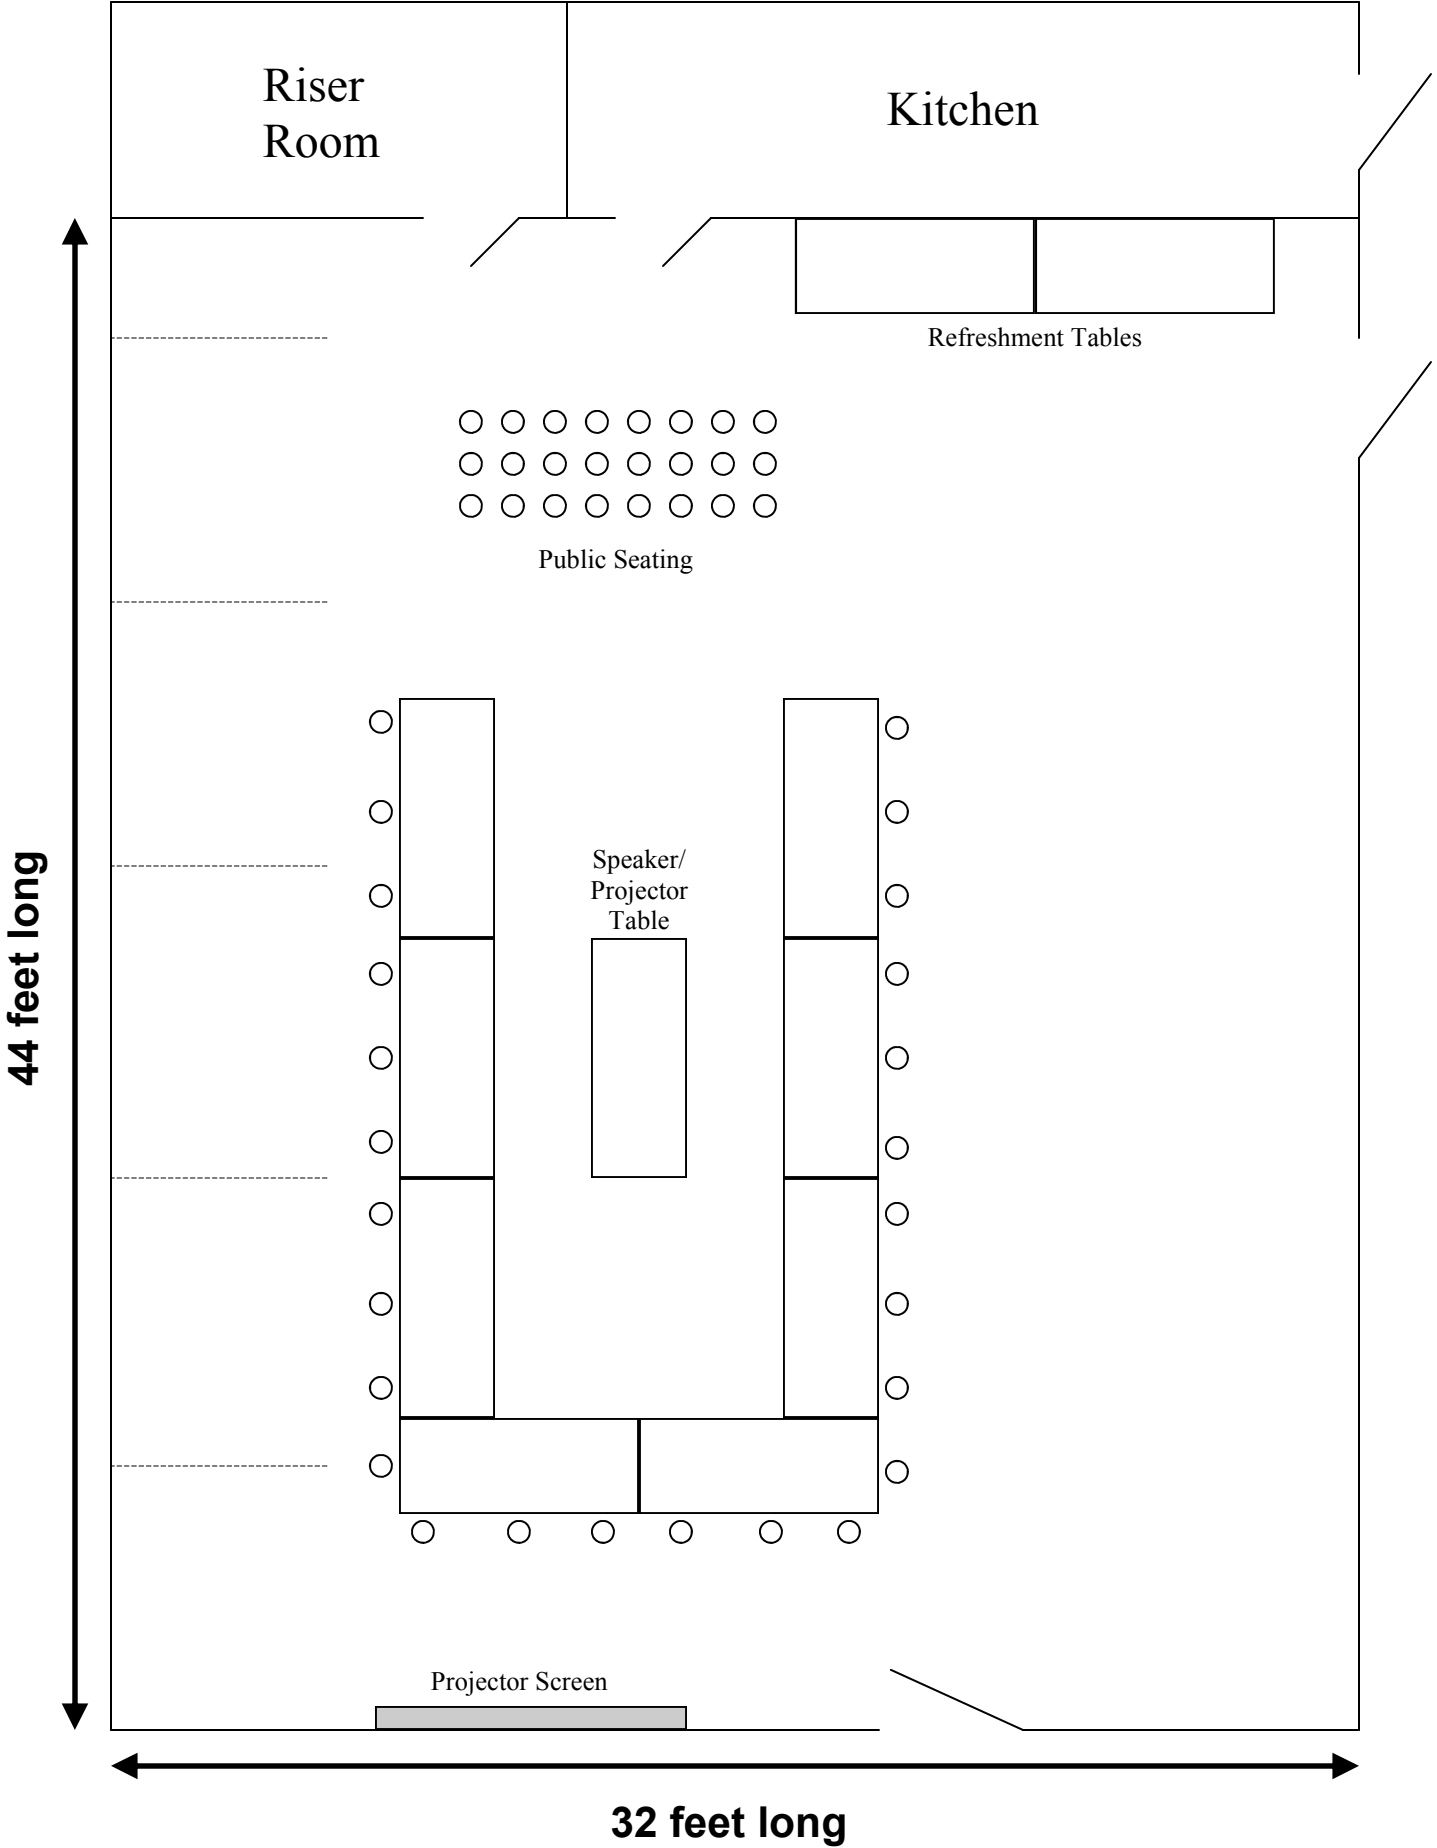 Riser
Room
Kitchen
Refreshment Tables
Public Seating
Speaker/
Projector
Table
44 feet long
Projector Screen
32 feet long